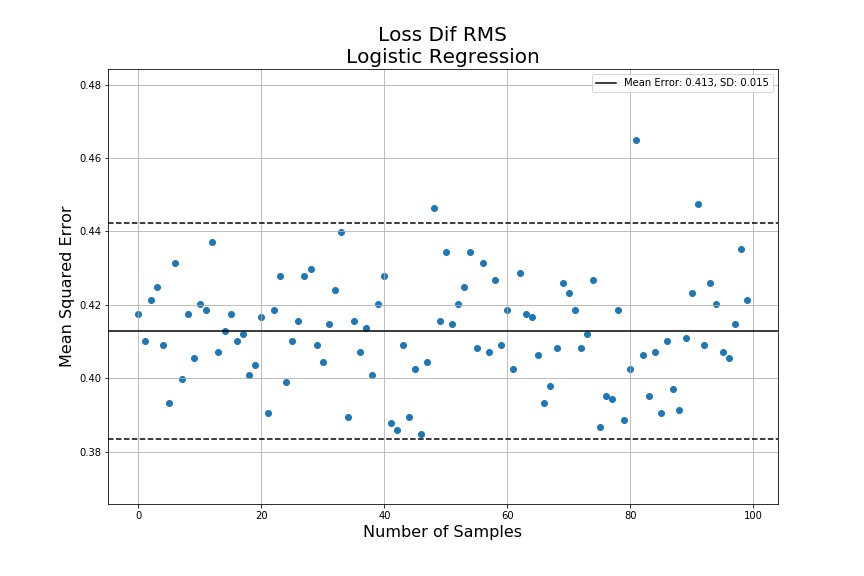 Loss Dif RMS
Logistic Regression
Mean Error: 0.413, SD: 0.015
Mean Squared Error
0.48
0.46
0.44
0.42
0.40
0.38
0
20
40
60
80
100
Number of Samples